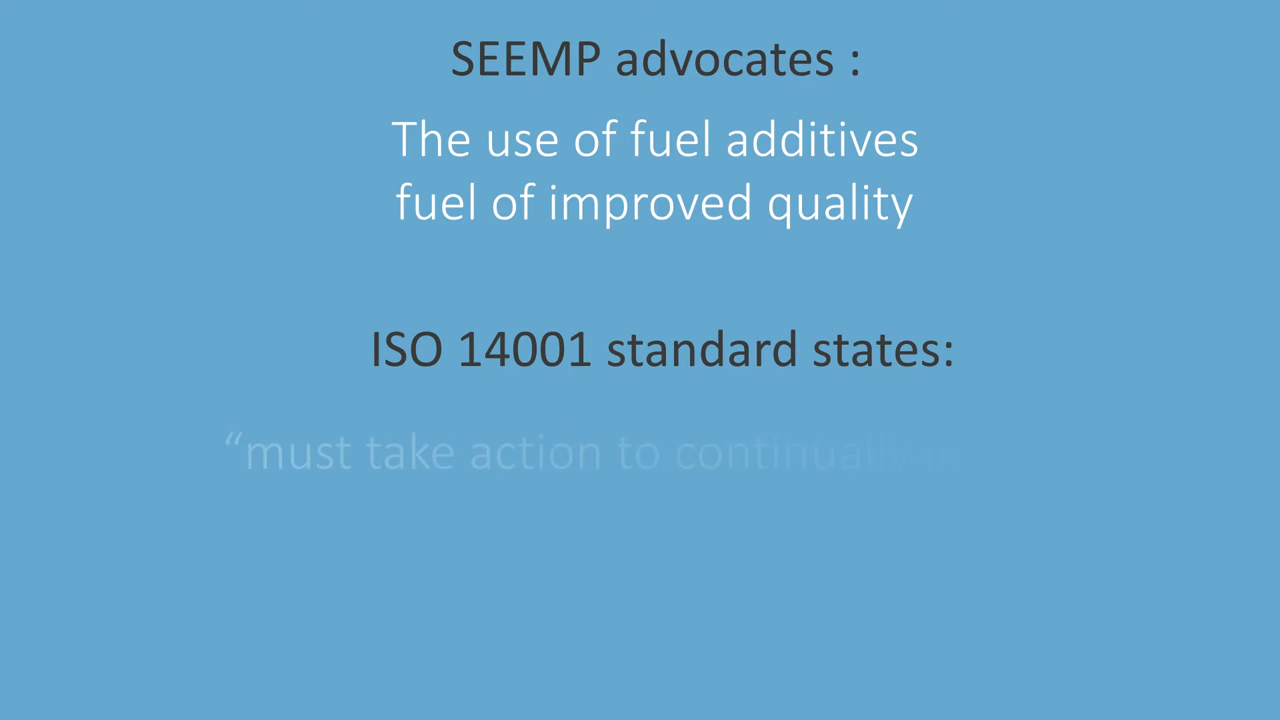 SEEMP advocates :
The use of fuel additives
fuel of improved quality
ISO 14001 standard states:
“must take action to continually